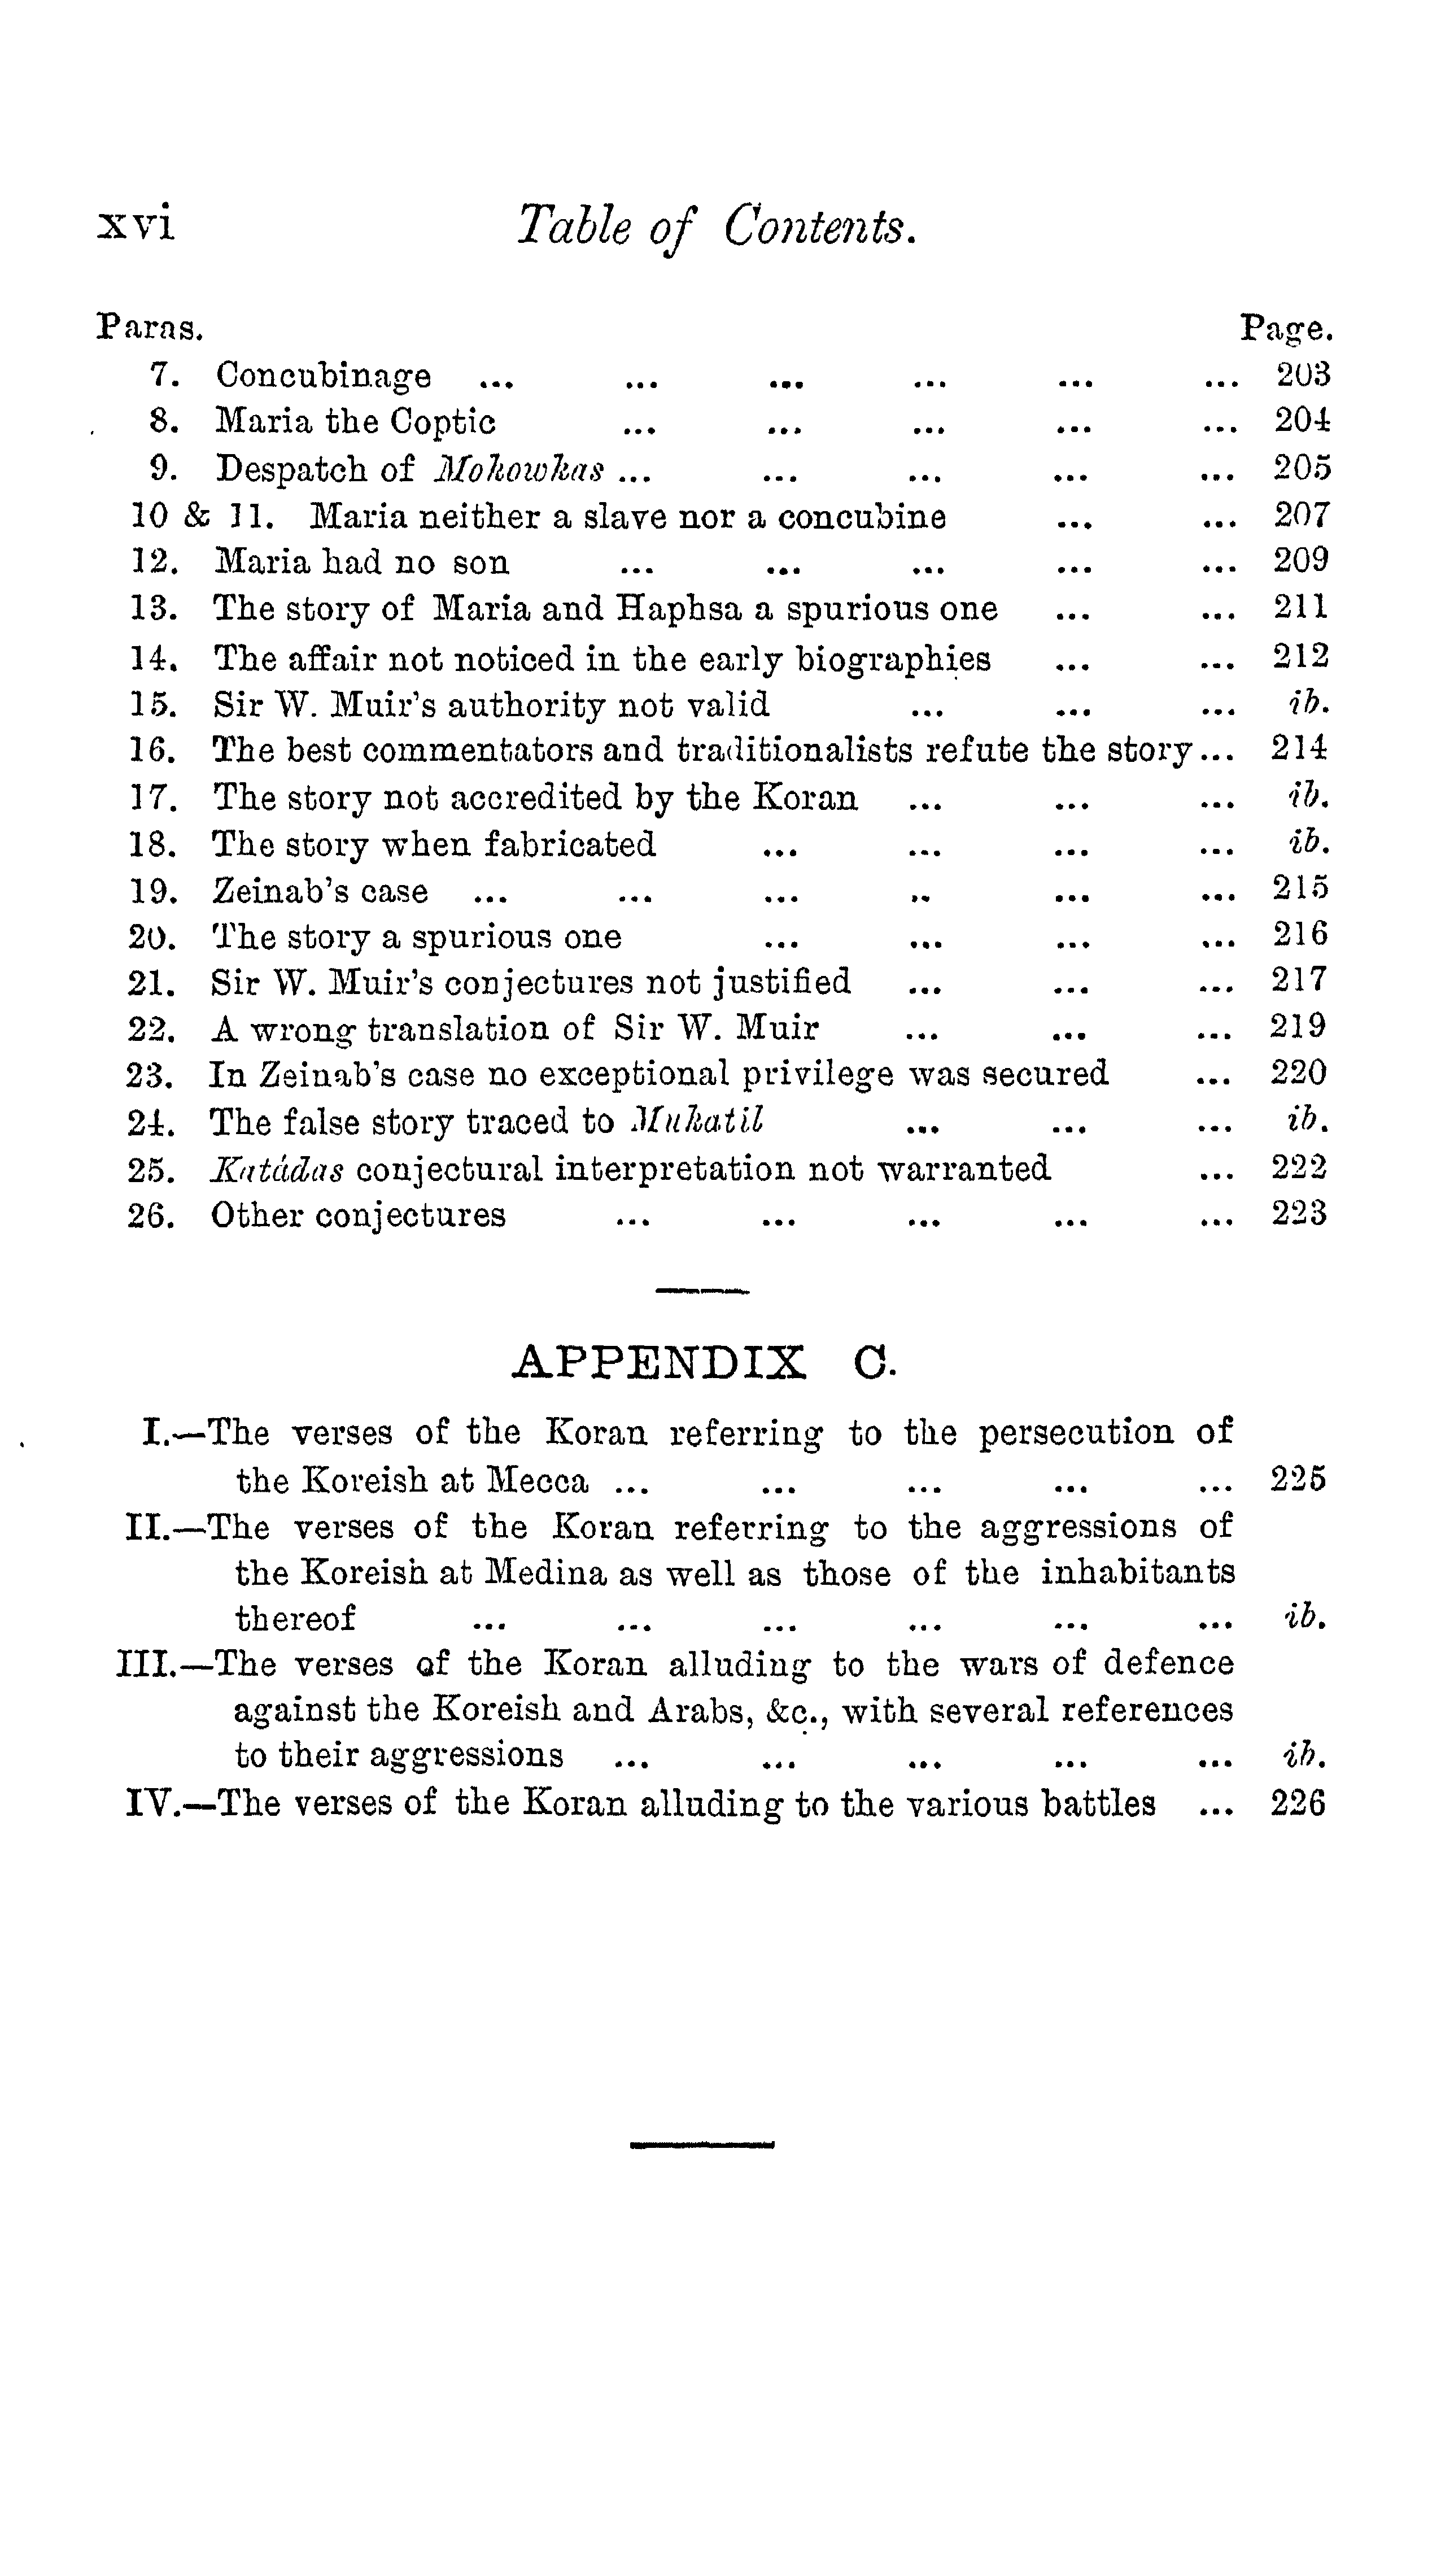 xvi Table of Contents.
Paras. Page.
7. Concubinage ... ... ... ... ... ... 203
8. Maria the Coptic ... ... ... ... ... 204
9. Despatch of Mokowkas ... ... ... ... ... 205
10 & 11. Maria neither a slave nor a concubine ... ... 207
12. Maria had no son ... ... ... ... ... 209
13. The story of Maria and Haphsa a spurious one ... ... 211
14. The affair not noticed in the early biographies ... ... 212
15. Sir W. Muir's authority not valid ... ... ... ib.
16. The best commentators and traditionalists refute the story... 214
17. The story not accredited by the Koran ... ... ... ib.
18. The story when fabricated ... ... ... ... ib.
19. Zeinab's case ... ... ... .. ... ... 215
20. The story a spurious one ... ... ... ... 216
21. Sir W. Muir's conjectures not justified ... ... ... 217
22. A wrong translation of Sir W. Muir ... ... ... 219
23. In Zeinab's case no exceptional privilege was secured ... 220
24. The false story traced to Mukatil ... ... ... ib.
25. Katádas conjectural interpretation not warranted ... 222
26. Other conjectures ... ... ... ... ... 223
APPENDIX C.
I.—The verses of the Koran referring to the persecution of
the Koreish at Mecca ... ... ... ... ... 225
II.—The verses of the Koran referring to the aggressions of
the Koreish at Medina as well as those of the inhabitants
thereof ... ... ... ... ... ... ib.
III.—The verses of the Koran alluding to the wars of defence
against the Koreish and Arabs, &c., with several references
to their aggressions ... ... ... ... ... ib.
IV.—The verses of the Koran alluding to the various battles ... 226